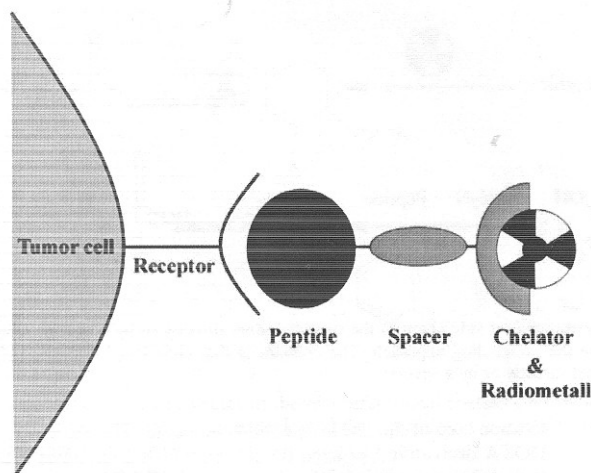 Tumor cell
Receptor
Peptide
Spacer
Chelator
&
Radiometall